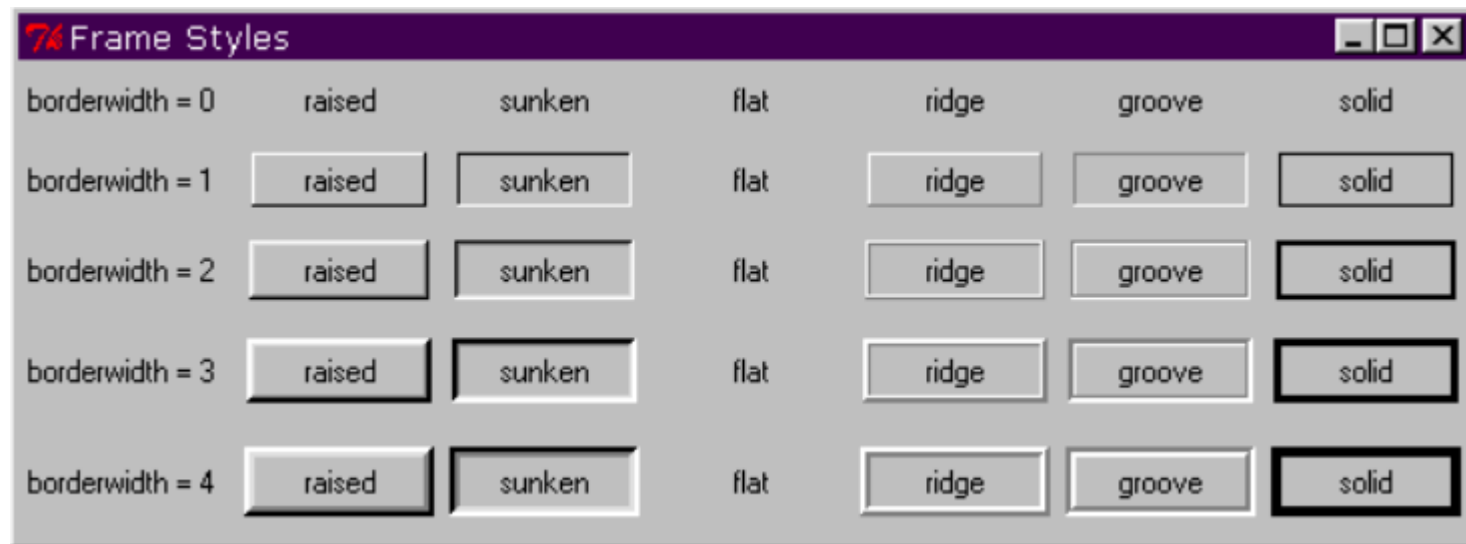 Frame Styles
borderwidth = 0 raised sunken flat ridge groove solid
borderwidth = 1 raised sunken flat ridge groove solid
borderwidth = 2 raised sunken flat ridge groove solid
borderwidth = 3 raised sunken flat ridge groove solid
borderwidth = 4 raised sunken flat ridge groove solid